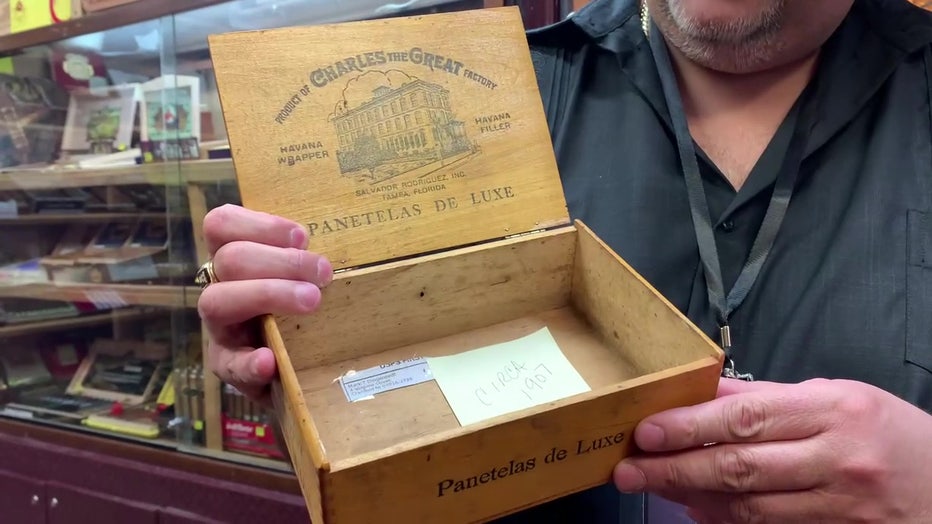 PRODUCT OF CHARLES THE GREAT FACTORY
HAVANA
WRAPPER
HAVANA
FILLER
SALVADOR RODRIGUEZ, INC.
TAMPA, FLORIDA
PANETELAS DE LUXE
CIRCA
1907
Panetelas de Luxe